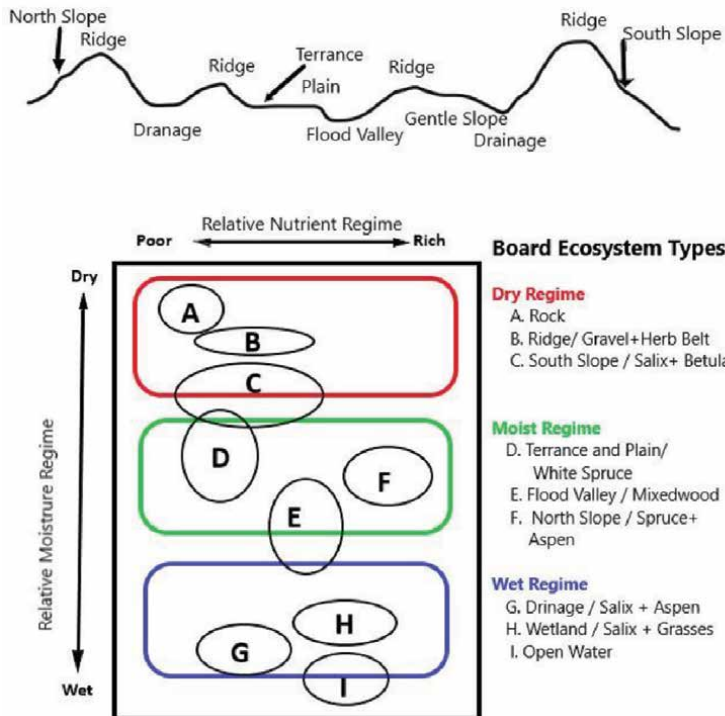 North Slope
Ridge
Ridge
Terrance
Plain
Ridge
Ridge
South Slope
Dranage
Flood Valley
Gentle Slope
Drainage
Relative Nutrient Regime
Poor
Rich
Dry
Relative Moistrure Regime
Wet
A
B
C
D
F
E
H
G
I
Board Ecosystem Types
Dry Regime
A. Rock
B. Ridge/ Gravel+Herb Belt
C. South Slope / Salix+ Betula
Moist Regime
D. Terrance and Plain/
White Spruce
E. Flood Valley / Mixedwood
F. North Slope / Spruce+
Aspen
Wet Regime
G. Drinage / Salix + Aspen
H. Wetland / Salix + Grasses
I. Open Water